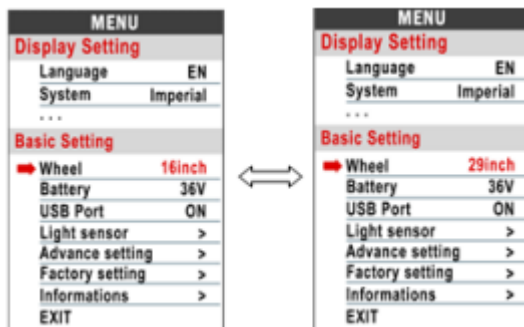 MENU
Display Setting
Language EN
System Imperial
...
Basic Setting
Wheel 16inch
Battery 36V
USB Port ON
Light sensor >
Advance setting >
Factory setting >
Informations >
EXIT
MENU
Display Setting
Language EN
System Imperial
...
Basic Setting
Wheel 29inch
Battery 36V
USB Port ON
Light sensor >
Advance setting >
Factory setting >
Informations >
EXIT